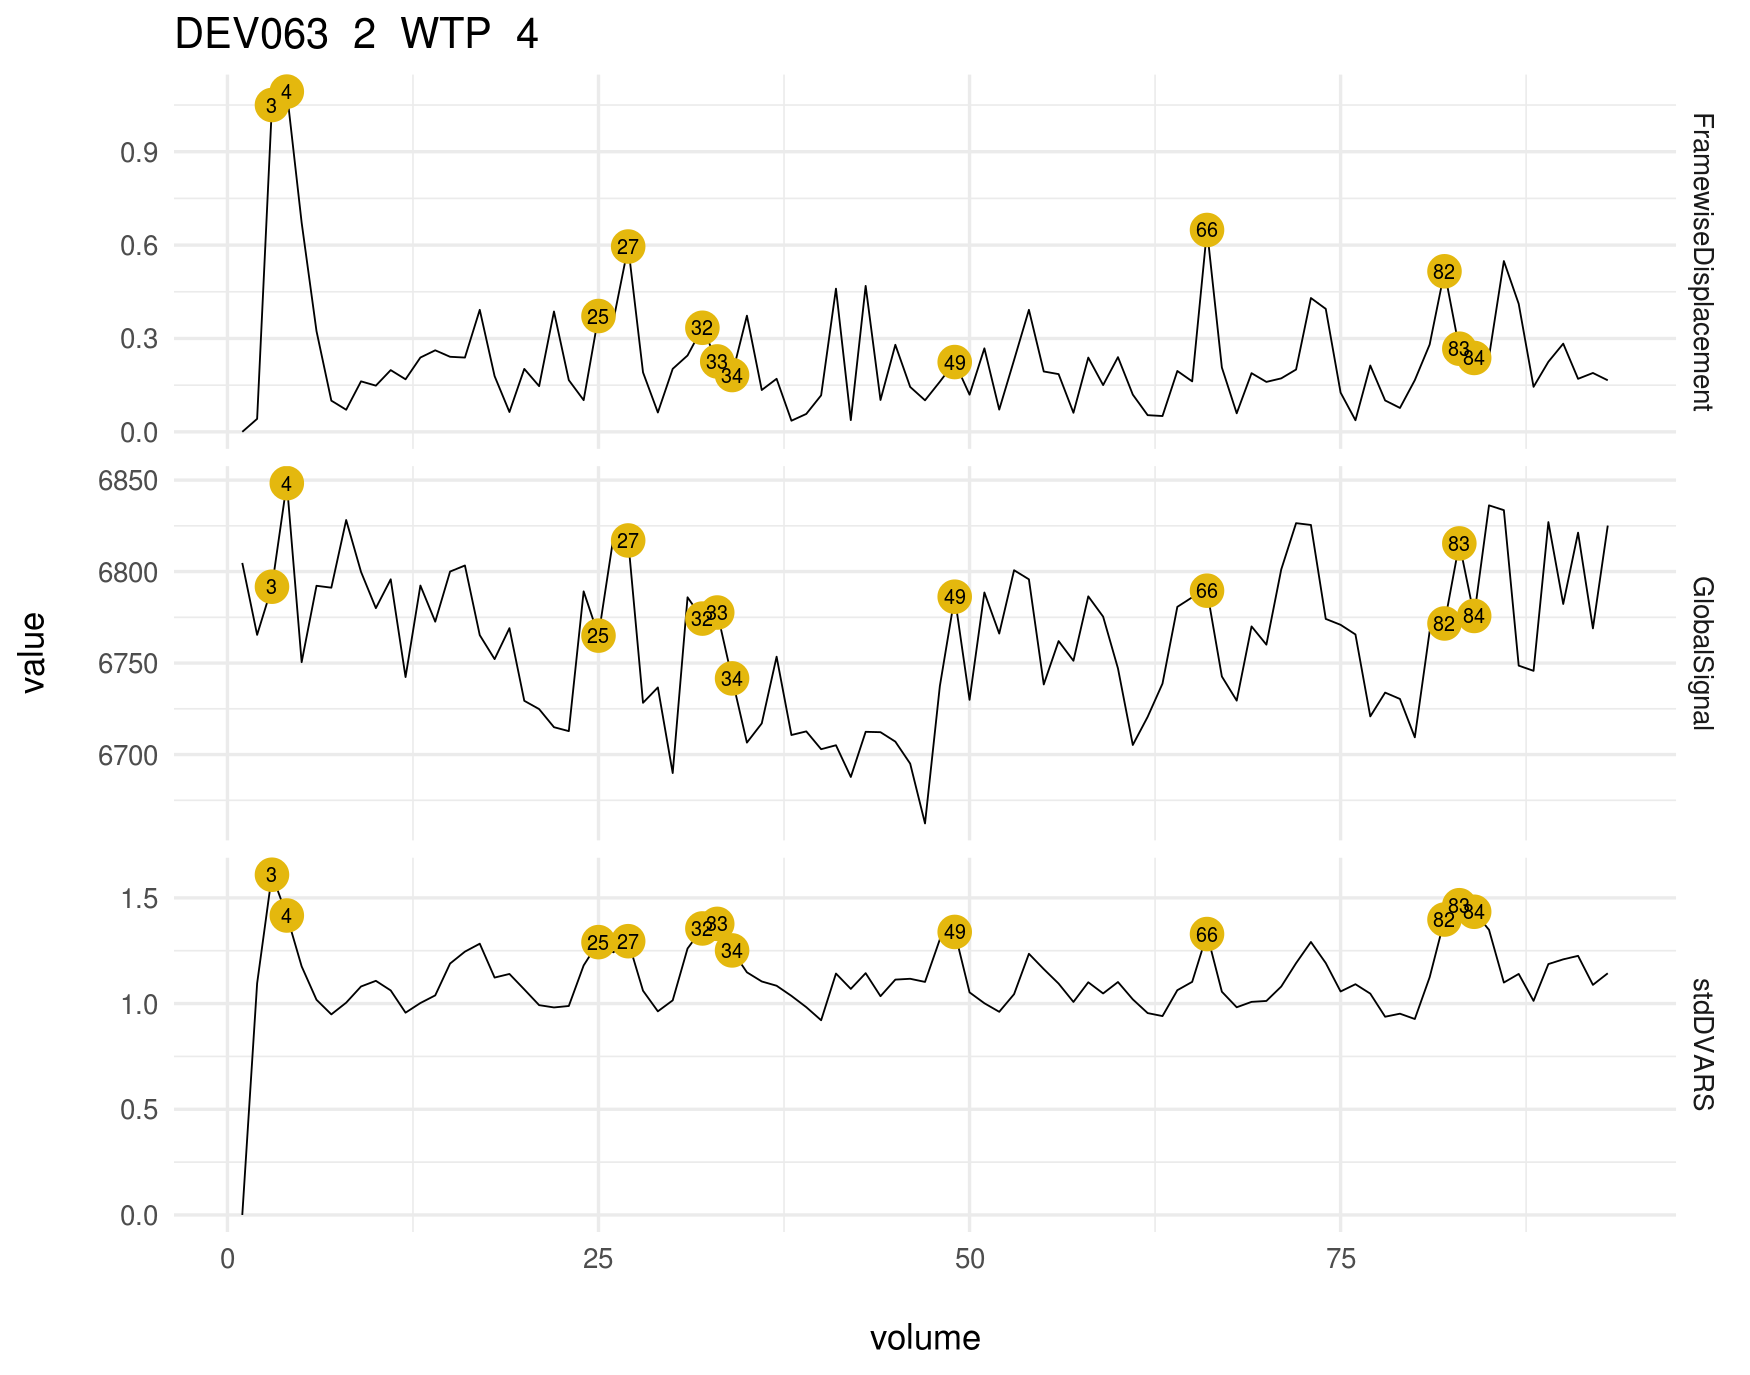 DEV063 2 WTP 4
3 4 25 27 32 33 34 49 66 82 83 84
0.9
0.6
0.3
0.0
FramewiseDisplacement
3 4 25 27 32 33 34 49 66 82 83 84
6850
6800
6750
6700
GlobalSignal
3 4 25 27 32 33 34 49 66 82 83 84
1.5
1.0
0.5
0.0
stdDVARS
value
0 25 50 75
volume